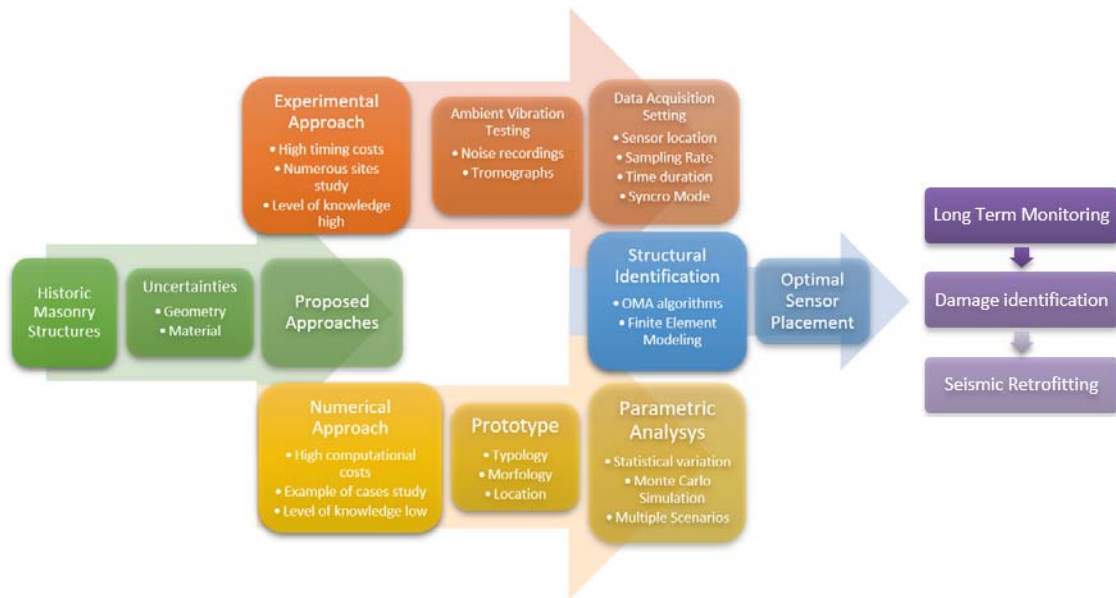 Experimental
Approach
• High timing costs
• Numerous sites
study
• Level of knowledge
high
Ambient Vibration
Testing
• Noise recordings
• Tromographs
Data Acquisition
Setting
• Sensor location
• Sampling Rate
• Time duration
• Syncro Mode
Historic
Masonry
Structures
Uncertainties
• Geometry
• Material
Proposed
Approaches
Structural
Identification
• OMA algorithms
• Finite Element
Modeling
Optimal
Sensor
Placement
Numerical
Approach
• High computational
costs
• Example of cases study
• Level of knowledge low
Prototype
• Typology
• Morfology
• Location
Parametric
Analysys
• Statistical variation
• Monte Carlo
Simulation
• Multiple Scenarios
Long Term Monitoring
Damage identification
Seismic Retrofitting